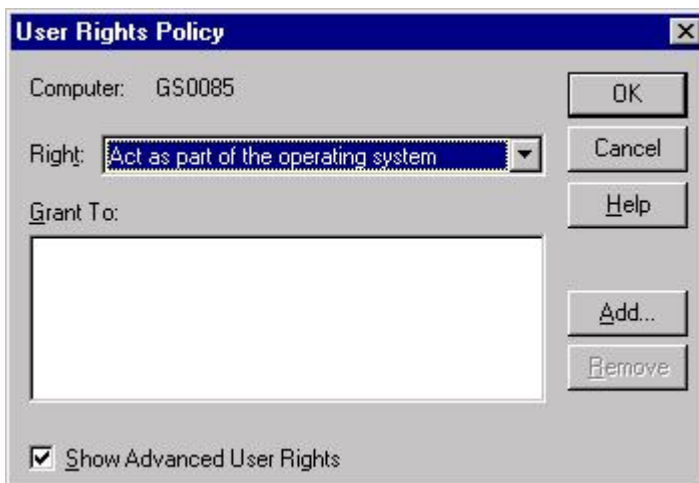 User Rights Policy
Computer: GS0085
OK
Right: Act as part of the operating system
Cancel
Grant To:
Help
Add...
Remove
Show Advanced User Rights